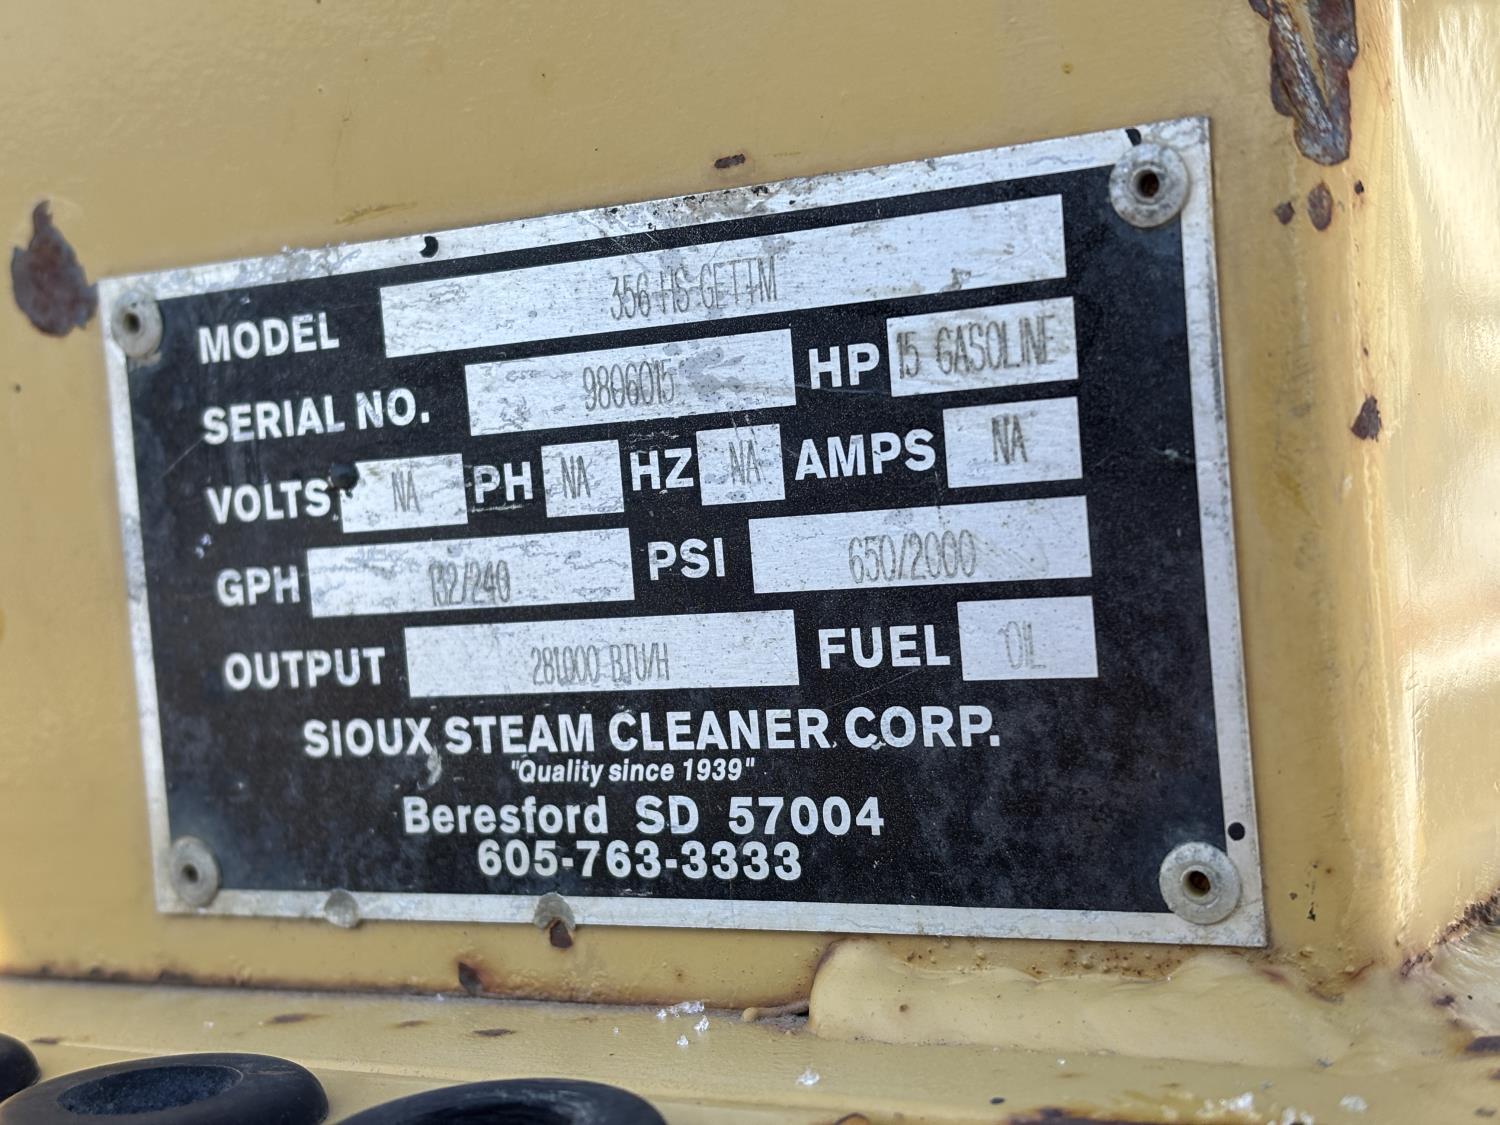 MODEL 356 HS-GETTM
SERIAL NO. 9806015 HP 15 GASOLINE
VOLTS NA PH NA HZ NA AMPS NA
GPH 132/240 PSI 650/2000
OUTPUT 281,000 BTU/H FUEL OIL
SIOUX STEAM CLEANER CORP.
"Quality since 1939"
Beresford SD 57004
605-763-3333